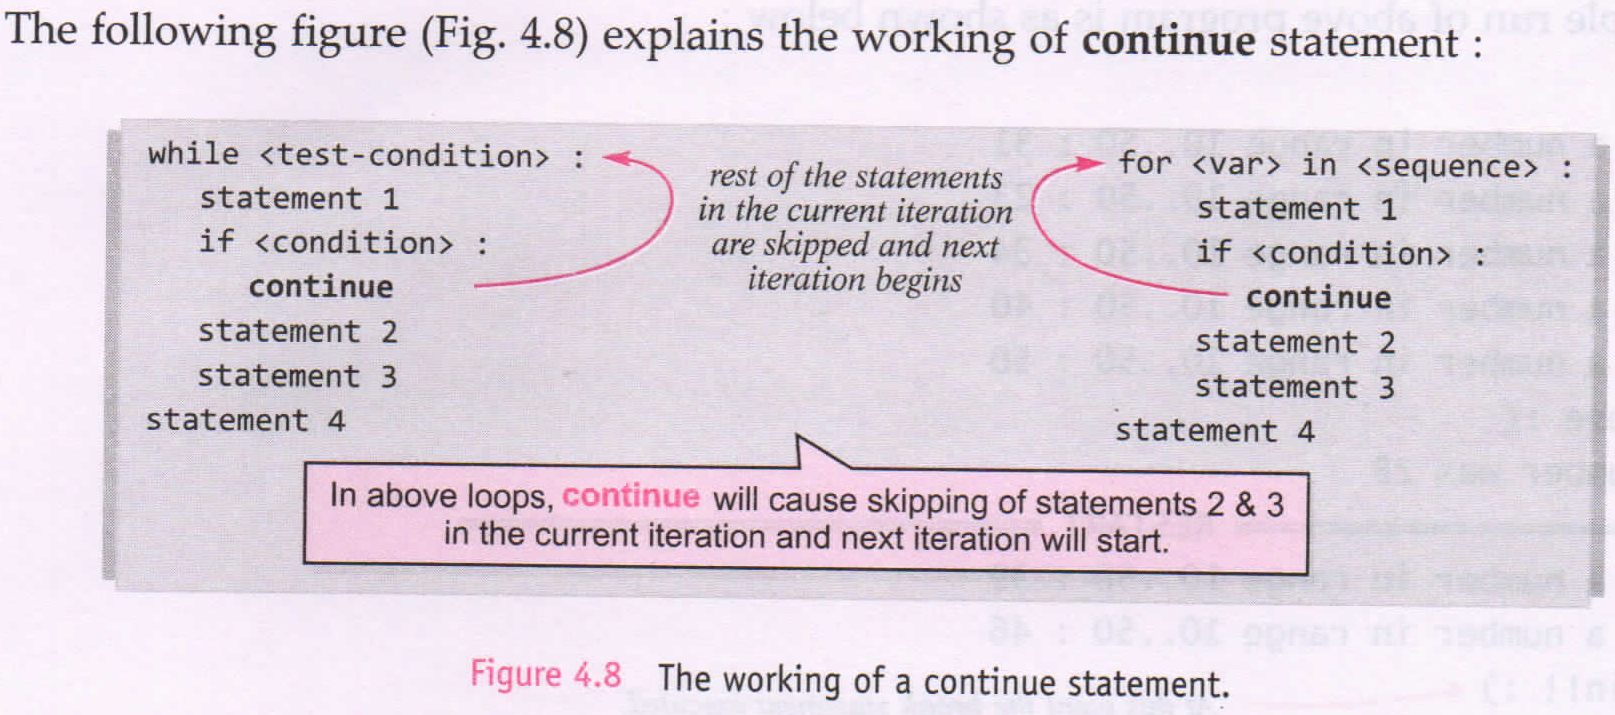 The following figure (Fig. 4.8) explains the working of continue statement :
while <test-condition> :
statement 1
if <condition> :
continue
statement 2
statement 3
statement 4
rest of the statements
in the current iteration
are skipped and next
iteration begins
for <var> in <sequence> :
statement 1
if <condition> :
continue
statement 2
statement 3
statement 4
In above loops, continue will cause skipping of statements 2 & 3
in the current iteration and next iteration will start.
Figure 4.8 The working of a continue statement.